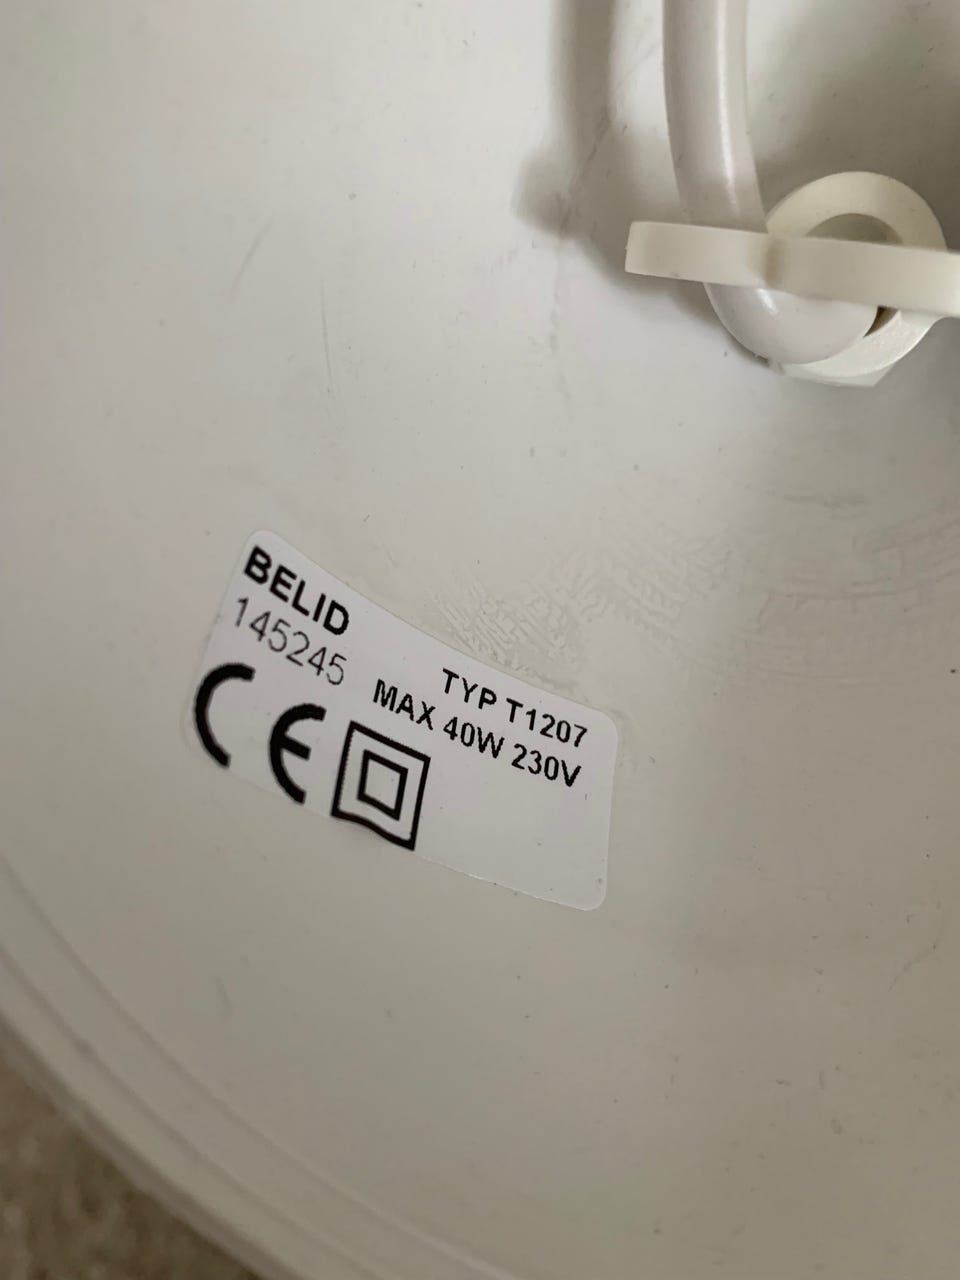 BELID
145245
TYP T1207
MAX 40W 230V
CE